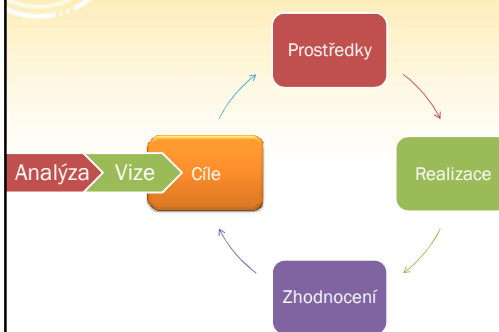 Prostředky
Analýza
Vize
Cíle
Realizace
Zhodnocení